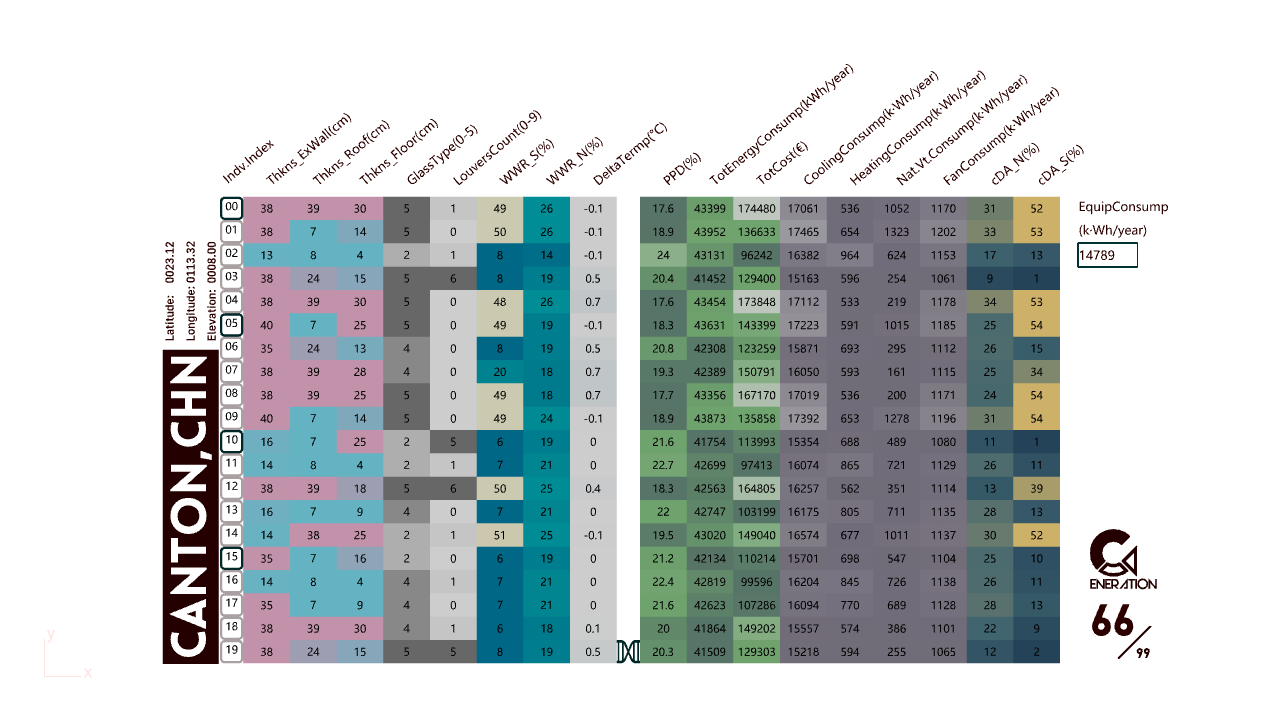 Indv.Index Thkns_ExWall(cm) Thkns_Roof(cm) Thkns_Floor(cm) GlassType(0-5) LouversCount(0-9) WWR_S(%) WWR_N(%) DeltaTermp(°C) PPD(%) TotEnergyConsump(kWh/year) TotCost(€) CoolingConsump(k·Wh/year) HeatingConsump(k·Wh/year) Nat.Vt.Consump(k·Wh/year) FanConsump(k·Wh/year) cDA_N(%) cDA_S(%)
00 38 39 30 5 1 49 26 -0.1 17.6 43399 174480 17061 536 1052 1170 31 52
01 38 7 14 5 0 50 26 -0.1 18.9 43952 136633 17465 654 1323 1202 33 53
02 13 8 4 2 1 8 14 -0.1 24 43131 96242 16382 964 624 1153 17 13
03 38 24 15 5 6 8 19 0.5 20.4 41452 129400 15163 596 254 1061 9 1
04 38 39 30 5 0 48 26 0.7 17.6 43454 173848 17112 533 219 1178 34 53
05 40 7 25 5 0 49 19 -0.1 18.3 43631 143399 17223 591 1015 1185 25 54
06 35 24 13 4 0 8 19 0.5 20.8 42308 123259 15871 693 295 1112 26 15
07 38 39 28 4 0 20 18 0.7 19.3 42389 150791 16050 593 161 1115 25 34
08 38 39 25 5 0 49 18 0.7 17.7 43356 167170 17019 536 200 1171 24 54
09 40 7 14 5 0 49 24 -0.1 18.9 43873 135858 17392 653 1278 1196 31 54
10 16 7 25 2 5 6 19 0 21.6 41754 113993 15354 688 489 1080 11 1
11 14 8 4 2 1 7 21 0 22.7 42699 97413 16074 865 721 1129 26 11
12 38 39 18 5 6 50 25 0.4 18.3 42563 164805 16257 562 351 1114 13 39
13 16 7 9 4 0 7 21 0 22 42747 103199 16175 805 711 1135 28 13
14 14 38 25 2 1 51 25 -0.1 19.5 43020 149040 16574 677 1011 1137 30 52
15 35 7 16 2 0 6 19 0 21.2 42134 110214 15701 698 547 1104 25 10
16 14 8 4 4 1 7 21 0 22.4 42819 99596 16204 845 726 1138 26 11
17 35 7 9 4 0 7 21 0 21.6 42623 107286 16094 770 689 1128 28 13
18 38 39 30 4 1 6 18 0.1 20 41864 149202 15557 574 386 1101 22 9
19 38 24 15 5 5 8 19 0.5 20.3 41509 129303 15218 594 255 1065 12 2
Latitude: 0023.12
Longitude: 0113.32
Elevation: 0008.00
CANTON,CHN
EquipConsump
(k·Wh/year)
14789
ENERATION
66/99
y
x